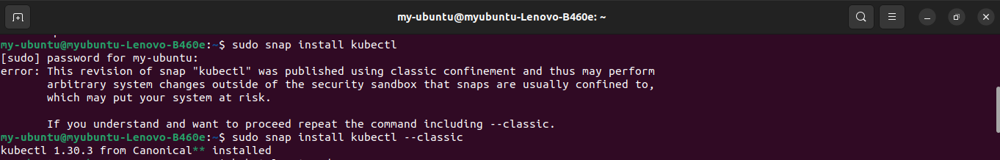 my-ubuntu@myubuntu-Lenovo-B460e: ~
my-ubuntu@myubuntu-Lenovo-B460e:~$ sudo snap install kubectl
[sudo] password for my-ubuntu:
error: This revision of snap "kubectl" was published using classic confinement and thus may perform
arbitrary system changes outside of the security sandbox that snaps are usually confined to,
which may put your system at risk.
If you understand and want to proceed repeat the command including --classic.
my-ubuntu@myubuntu-Lenovo-B460e:~$ sudo snap install kubectl --classic
kubectl 1.30.3 from Canonical** installed